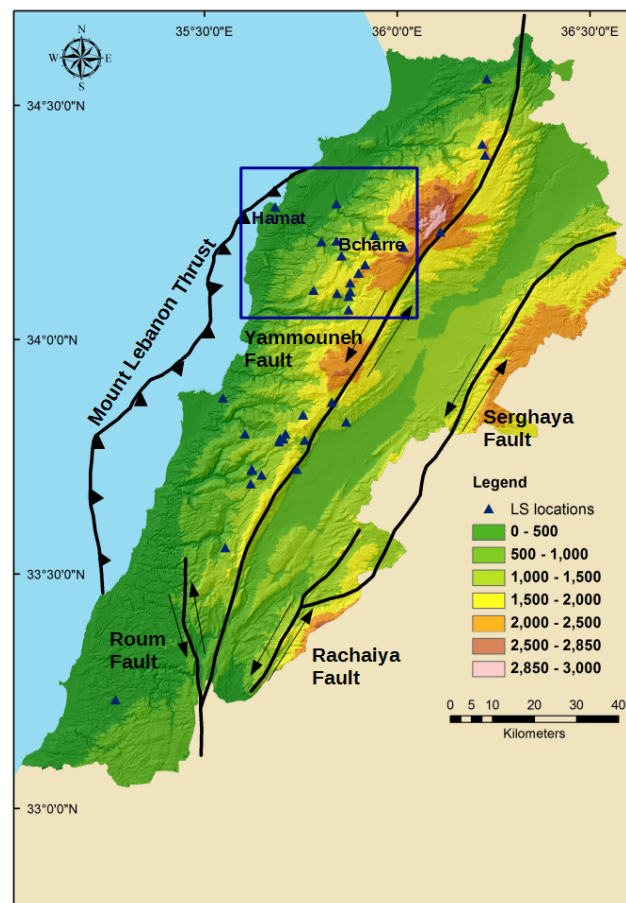 35°30'0"E
36°0'0"E
36°30'0"E
N
W
E
S
34°30'0"N
Hamat
Bcharre
Mount Lebanon Thrust
34°0'0"N
Yammouneh
Fault
Serghaya
Fault
Legend
LS locations
0 - 500
500 - 1,000
1,000 - 1,500
1,500 - 2,000
2,000 - 2,500
2,500 - 2,850
2,850 - 3,000
33°30'0"N
Roum
Fault
Rachaiya
Fault
0 5 10 20 30 40
Kilometers
33°0'0"N